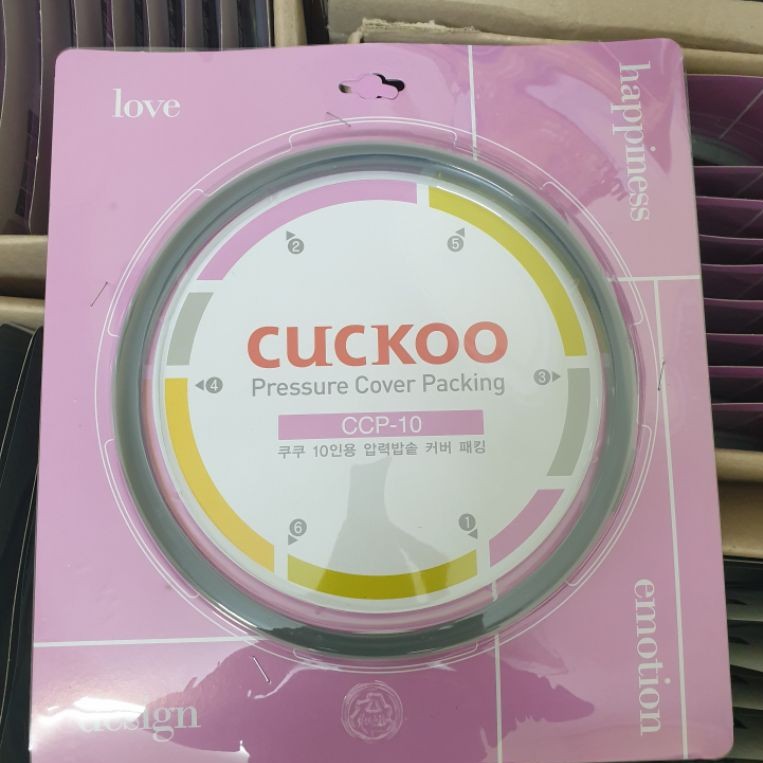 love
happiness
2
5
CUCKOO
Pressure Cover Packing
4
3
CCP-10
쿠쿠 10인용 압력밥솥 커버 패킹
6
1
emotion
design